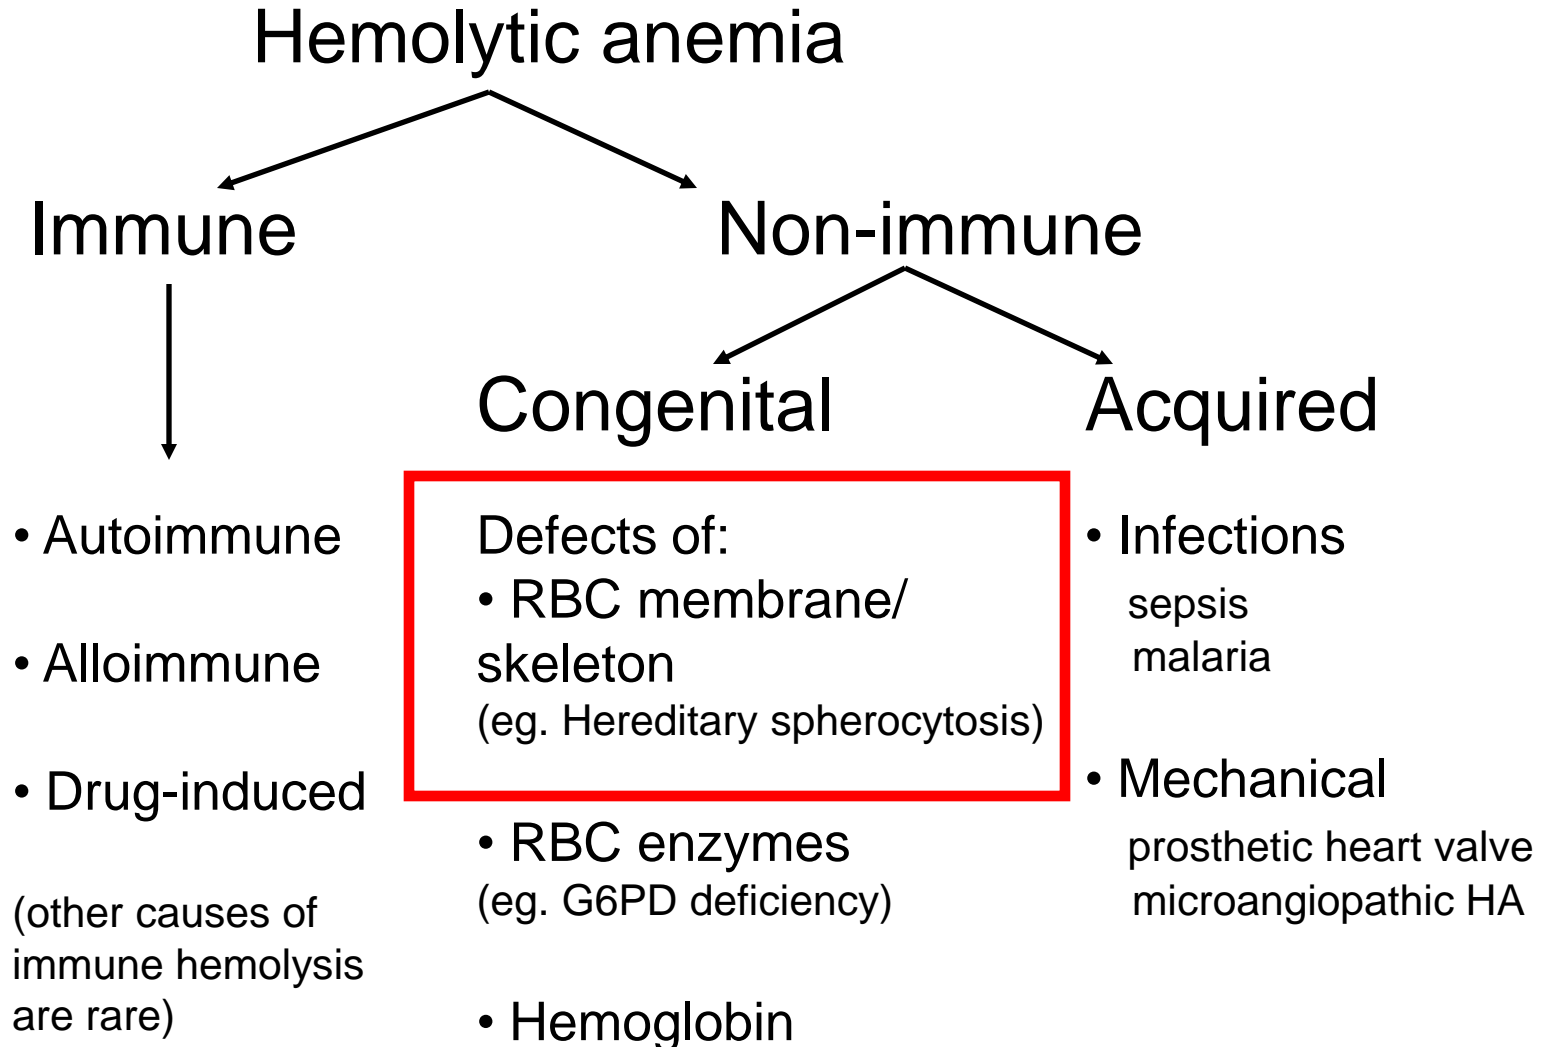 Hemolytic anemia
Immune
Non-immune
Congenital
Acquired
• Autoimmune
• Alloimmune
• Drug-induced
(other causes of
immune hemolysis
are rare)
Defects of:
• RBC membrane/
skeleton
(eg. Hereditary spherocytosis)
• RBC enzymes
(eg. G6PD deficiency)
• Hemoglobin
• Infections
sepsis
malaria
• Mechanical
prosthetic heart valve
microangiopathic HA